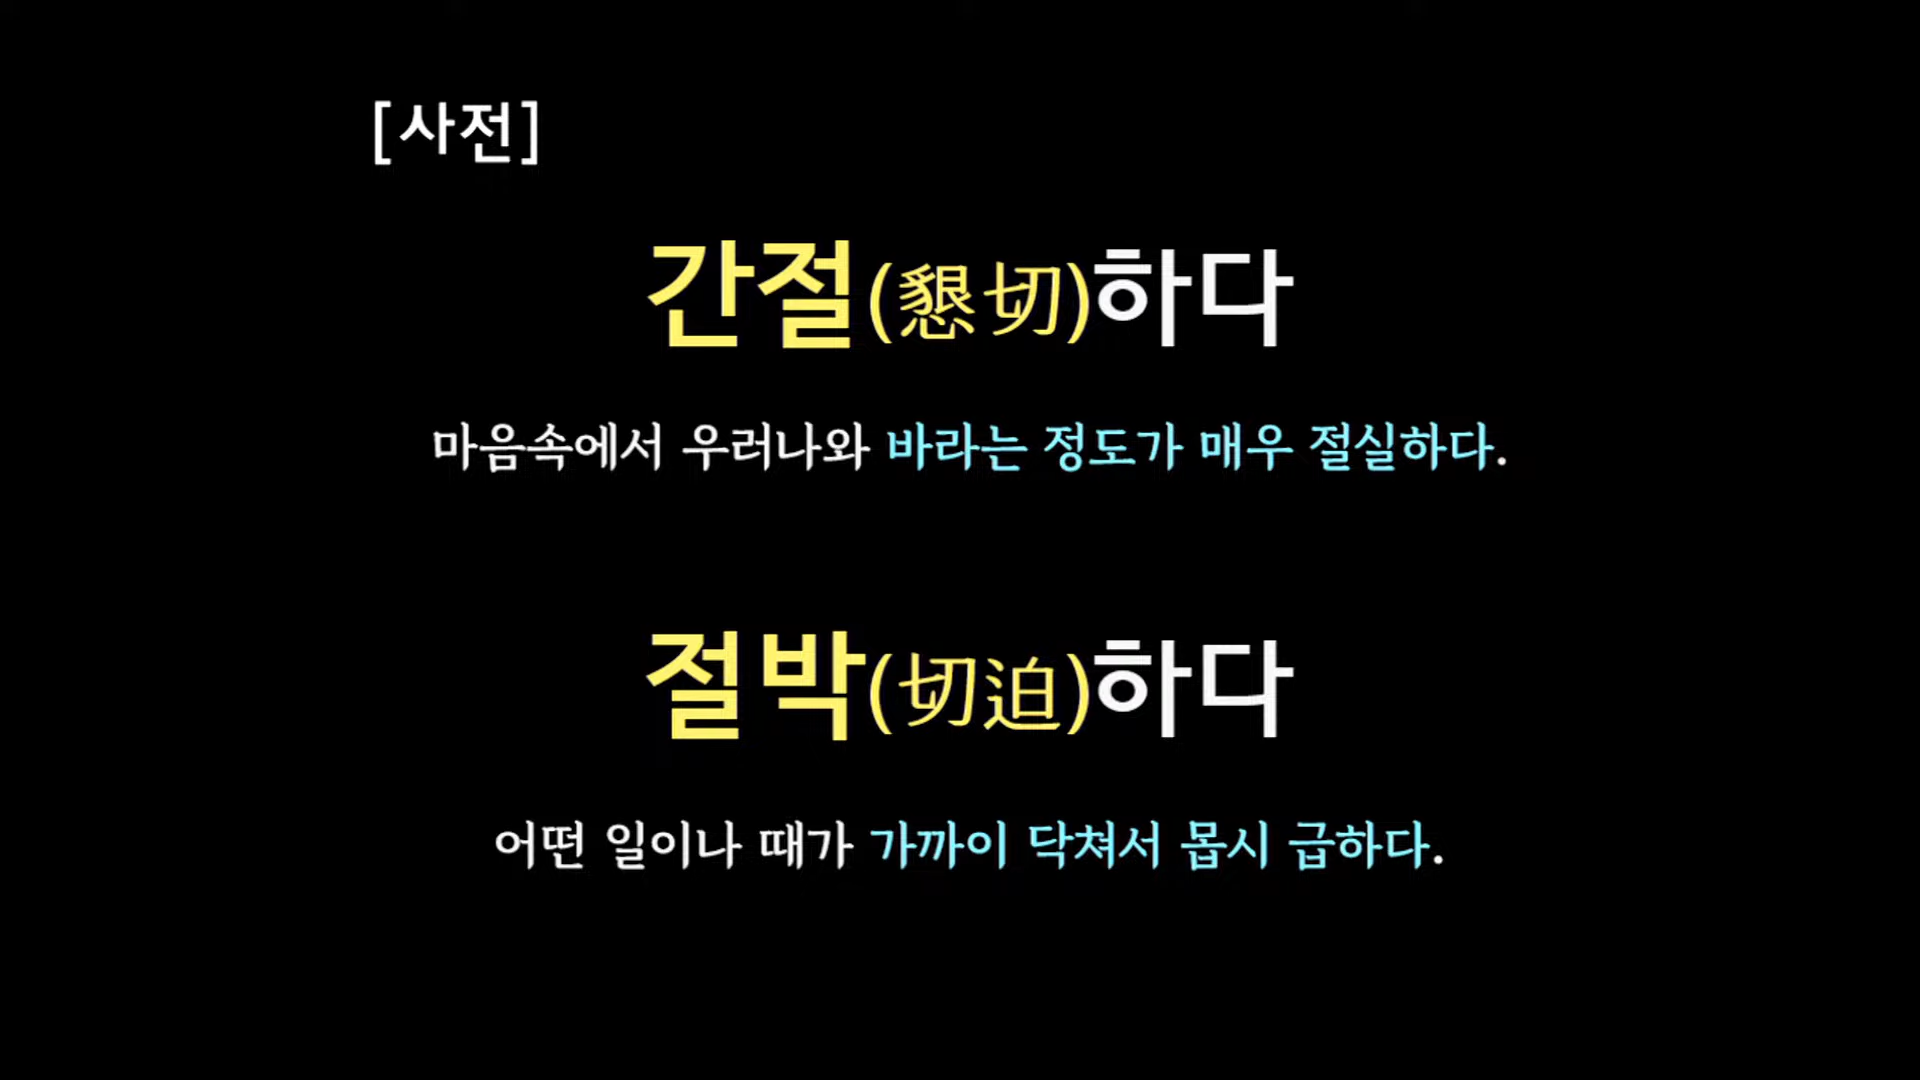 [사전]
간절(懇切)하다
마음속에서 우러나와 바라는 정도가 매우 절실하다.
절박(切迫)하다
어떤 일이나 때가 가까이 닥쳐서 몹시 급하다.